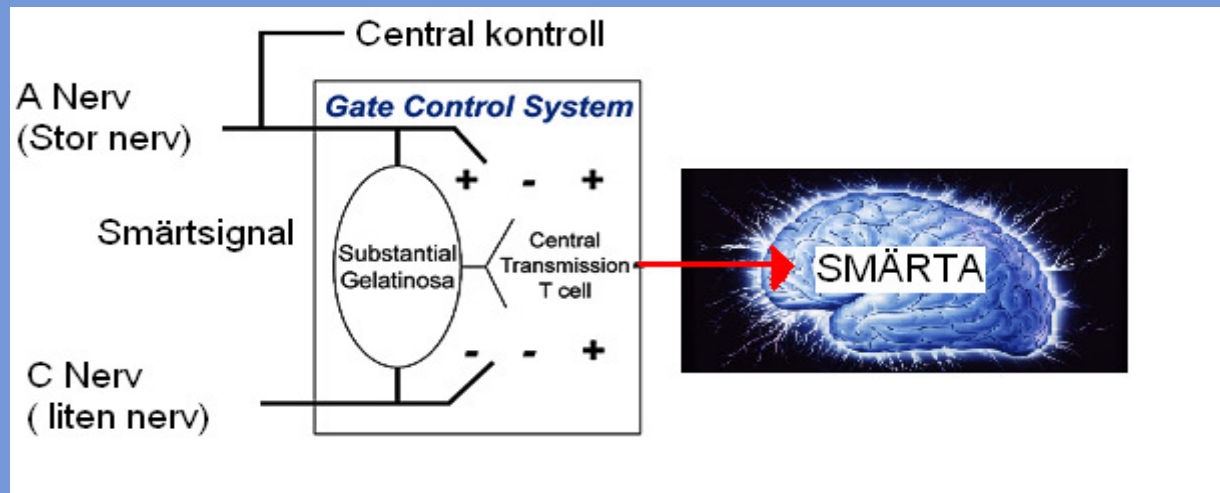 Central kontroll
A Nerv
(Stor nerv)
Gate Control System
+ - +
Smärtsignal
Substantial
Gelatinosa
Central
Transmission
T cell
SMÄRTA
- - +
C Nerv
( liten nerv)